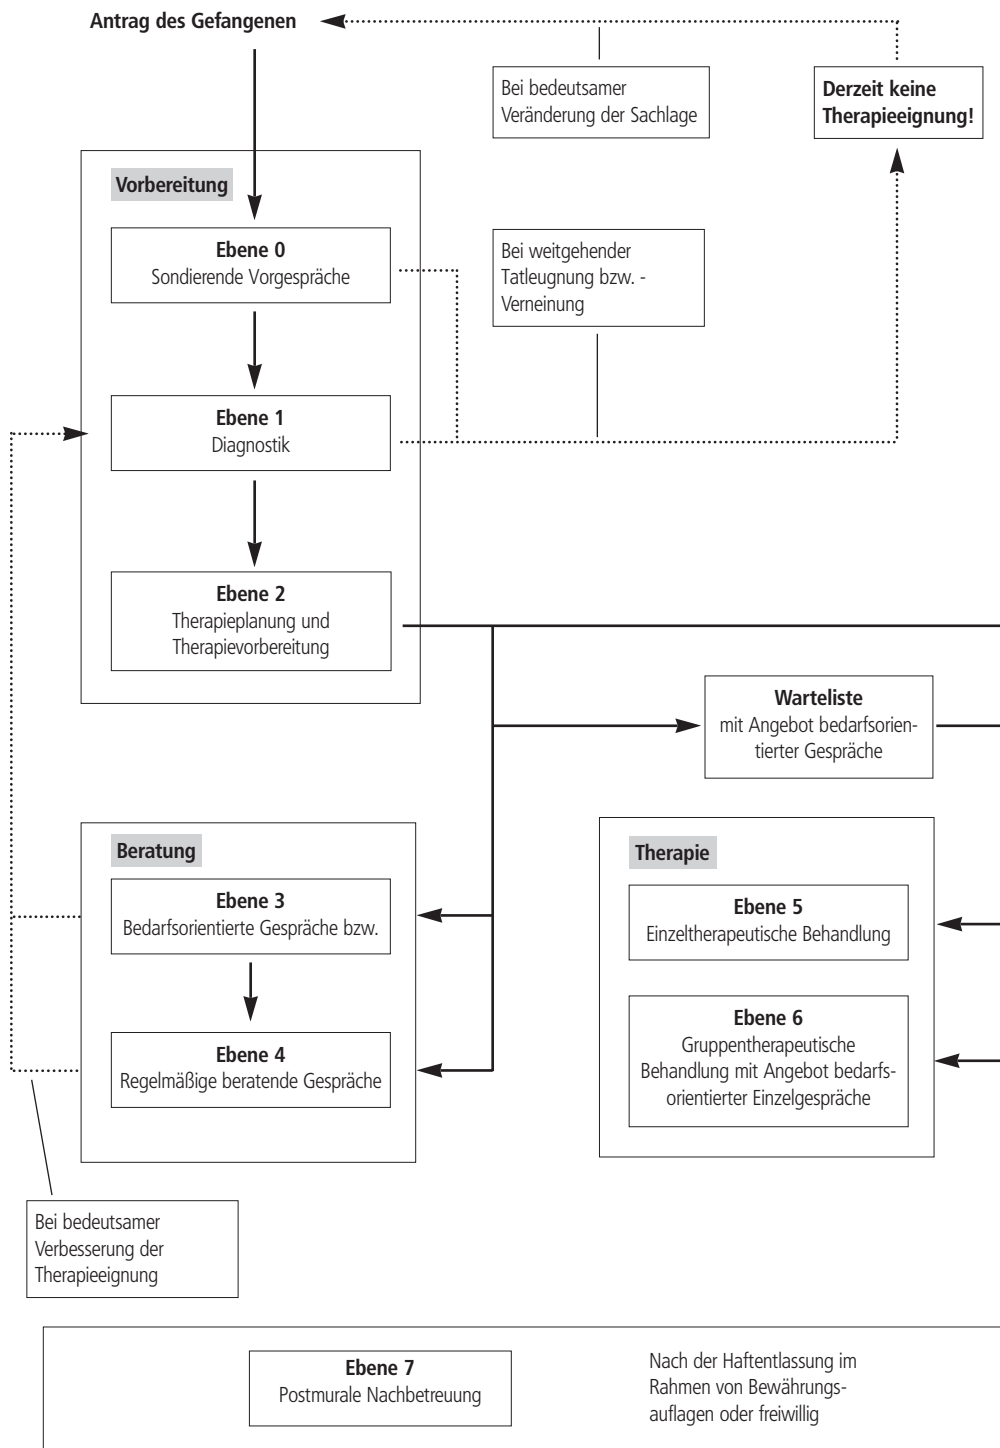 Antrag des Gefangenen
Bei bedeutsamer
Veränderung der Sachlage
Derzeit keine
Therapieeignung!
Vorbereitung
Ebene 0
Sondierende Vorgespräche
Bei weitgehender
Tatleugnung bzw. -
Verneinung
Ebene 1
Diagnostik
Ebene 2
Therapieplanung und
Therapievorbereitung
Warteliste
mit Angebot bedarfsorien-
tierter Gespräche
Beratung
Ebene 3
Bedarfsorientierte Gespräche bzw.
Ebene 4
Regelmäßige beratende Gespräche
Therapie
Ebene 5
Einzeltherapeutische Behandlung
Ebene 6
Gruppentherapeutische
Behandlung mit Angebot bedarfs-
orientierter Einzelgespräche
Bei bedeutsamer
Verbesserung der
Therapieeignung
Ebene 7
Postmurale Nachbetreuung
Nach der Haftentlassung im
Rahmen von Bewährungs-
auflagen oder freiwillig